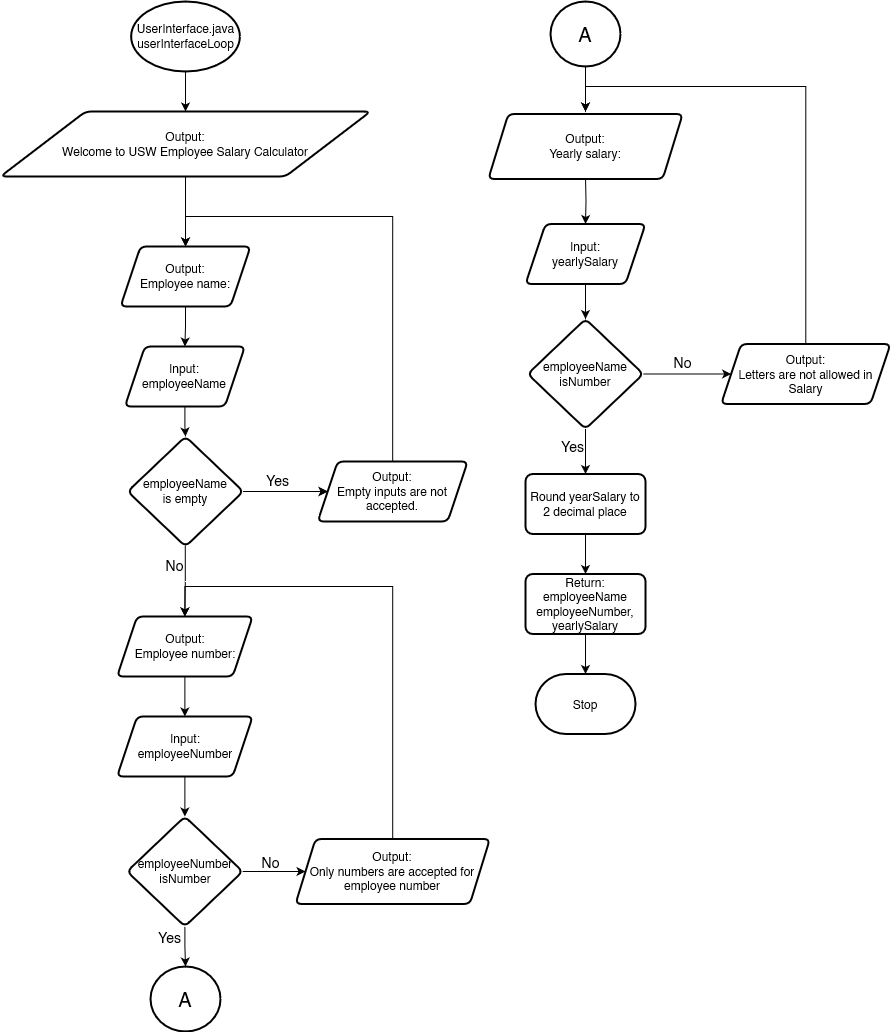 UserInterface.java
userInterfaceLoop
Output:
Welcome to USW Employee Salary Calculator
Output:
Employee name:
Input:
employeeName
employeeName
is empty
Yes
Output:
Empty inputs are not
accepted.
No
Output:
Employee number:
Input:
employeeNumber
employeeNumber
isNumber
No
Output:
Only numbers are accepted for
employee number
Yes
A
A
Output:
Yearly salary:
Input:
yearlySalary
employeeName
isNumber
No
Output:
Letters are not allowed in
Salary
Yes
Round yearSalary to
2 decimal place
Return:
employeeName
employeeNumber,
yearlySalary
Stop